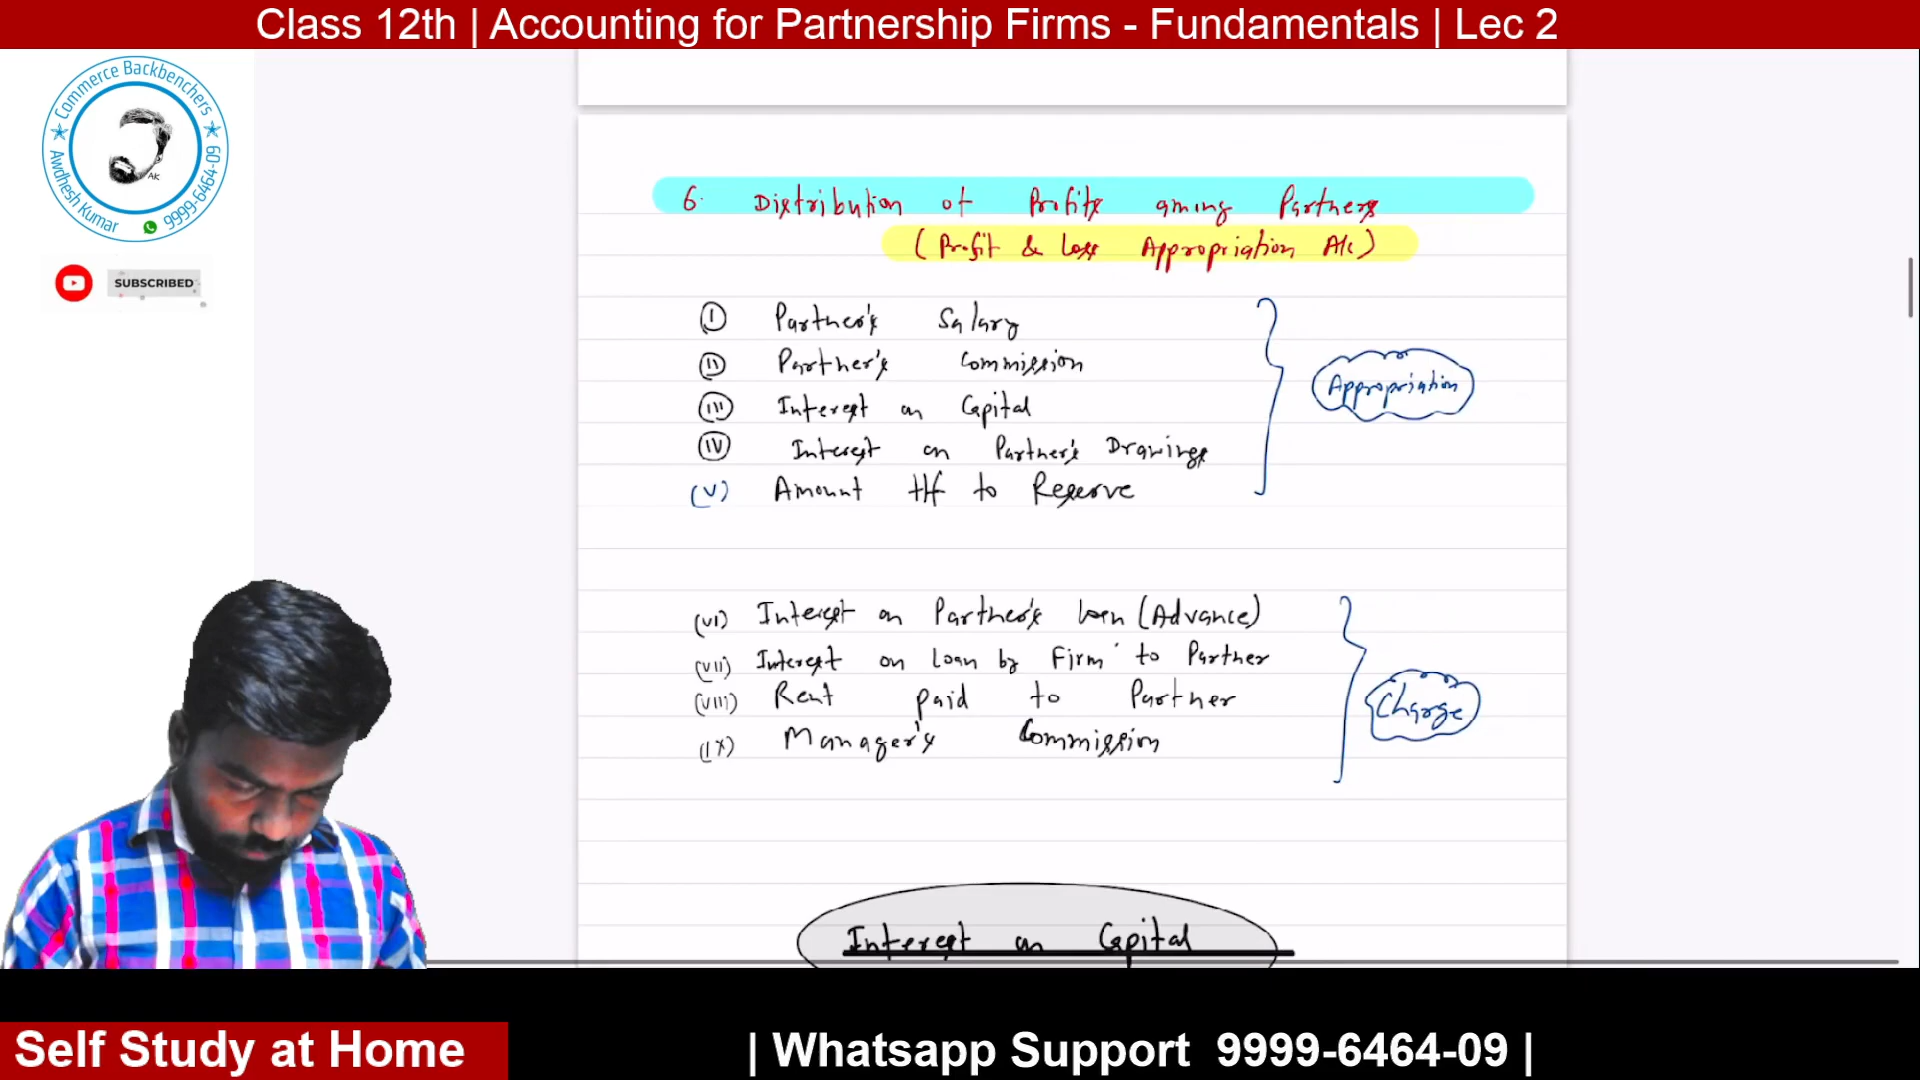 Class 12th | Accounting for Partnership Firms - Fundamentals | Lec 2
Commerce Backbenchers
AK
Awdhesh Kumar
9999-6464-09
SUBSCRIBED
6. Distribution of Profits among Partners
(Profit & Loss Appropriation A/c)
(I) Partner's Salary
(II) Partner's Commission
(III) Interest on Capital
(IV) Interest on Partner's Drawings
(V) Amount t/f to Reserve
Appropriation
(VI) Interest on Partner's Loan (Advance)
(VII) Interest on Loan by Firm to Partner
(VIII) Rent paid to Partner
(IX) Manager's Commission
Charge
Interest on Capital
Self Study at Home
| Whatsapp Support 9999-6464-09 |